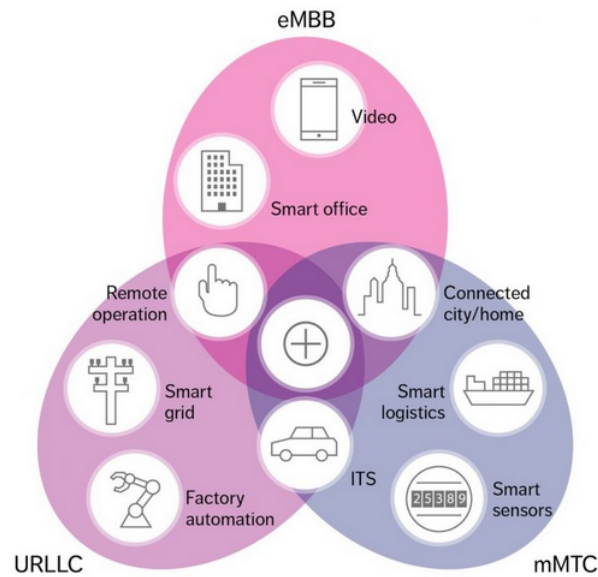 eMBB
Video
Smart office
Remote
operation
Connected
city/home
Smart
grid
Smart
logistics
ITS
Factory
automation
25389
Smart
sensors
URLLC
mMTC